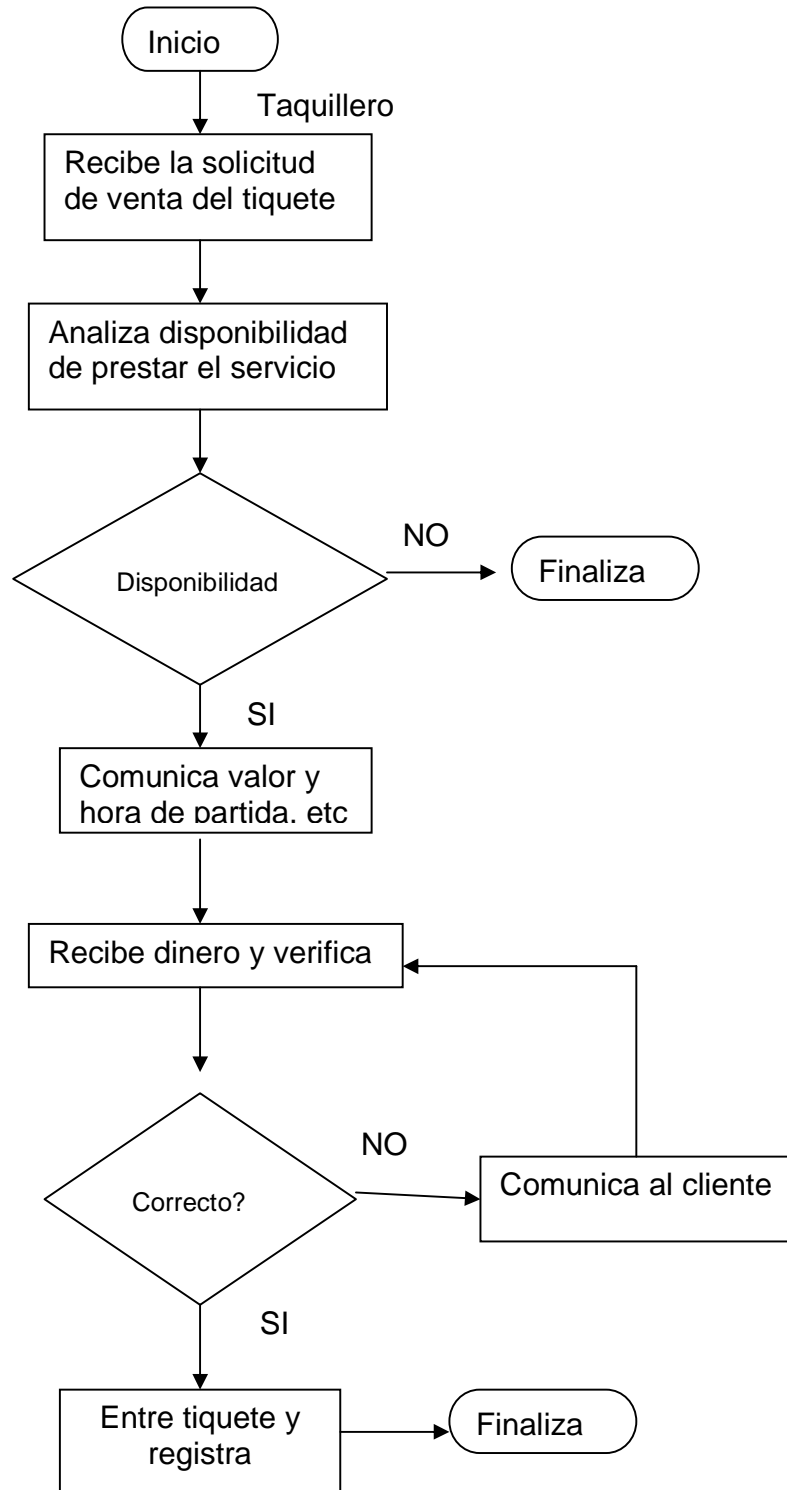 Inicio
Taquillero
Recibe la solicitud
de venta del tiquete
Analiza disponibilidad
de prestar el servicio
NO
Disponibilidad
Finaliza
SI
Comunica valor y
hora de partida, etc
Recibe dinero y verifica
NO
Correcto?
Comunica al cliente
SI
Entre tiquete y
registra
Finaliza